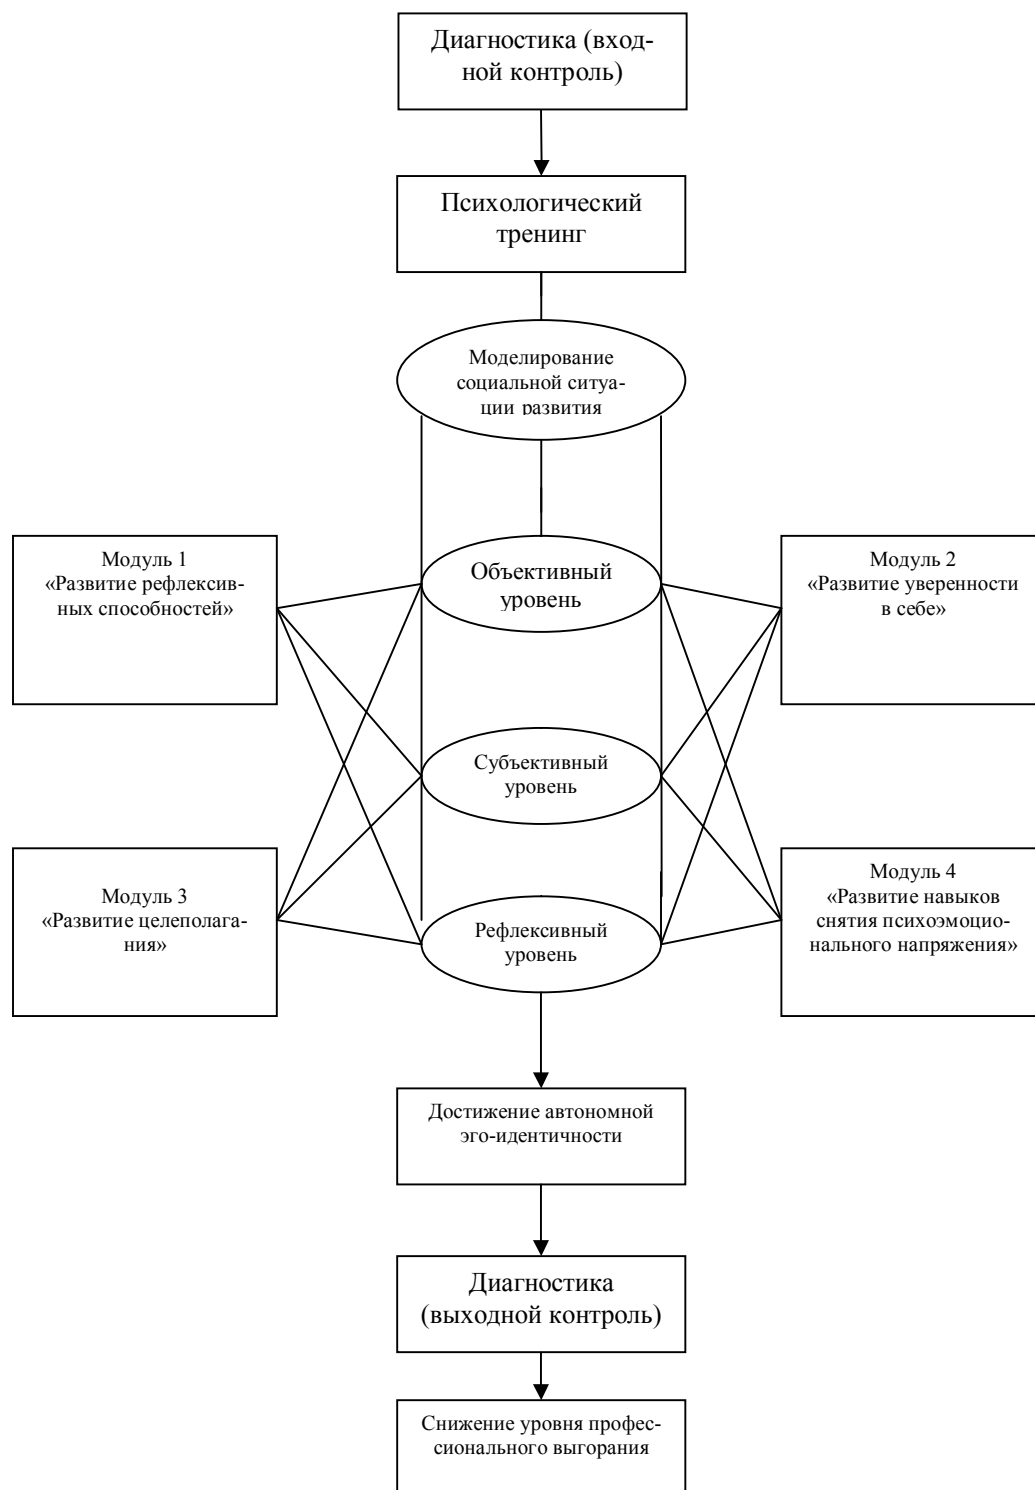 Диагностика (вход-
ной контроль)
Психологический
тренинг
Моделирование
социальной ситуа-
ции развития
Модуль 1
«Развитие рефлексив-
ных способностей»
Объективный
уровень
Модуль 2
«Развитие уверенности
в себе»
Субъективный
уровень
Модуль 3
«Развитие целеполага-
ния»
Рефлексивный
уровень
Модуль 4
«Развитие навыков
снятия психоэмоцио-
нального напряжения»
Достижение автономной
эго-идентичности
Диагностика
(выходной контроль)
Снижение уровня профес-
сионального выгорания